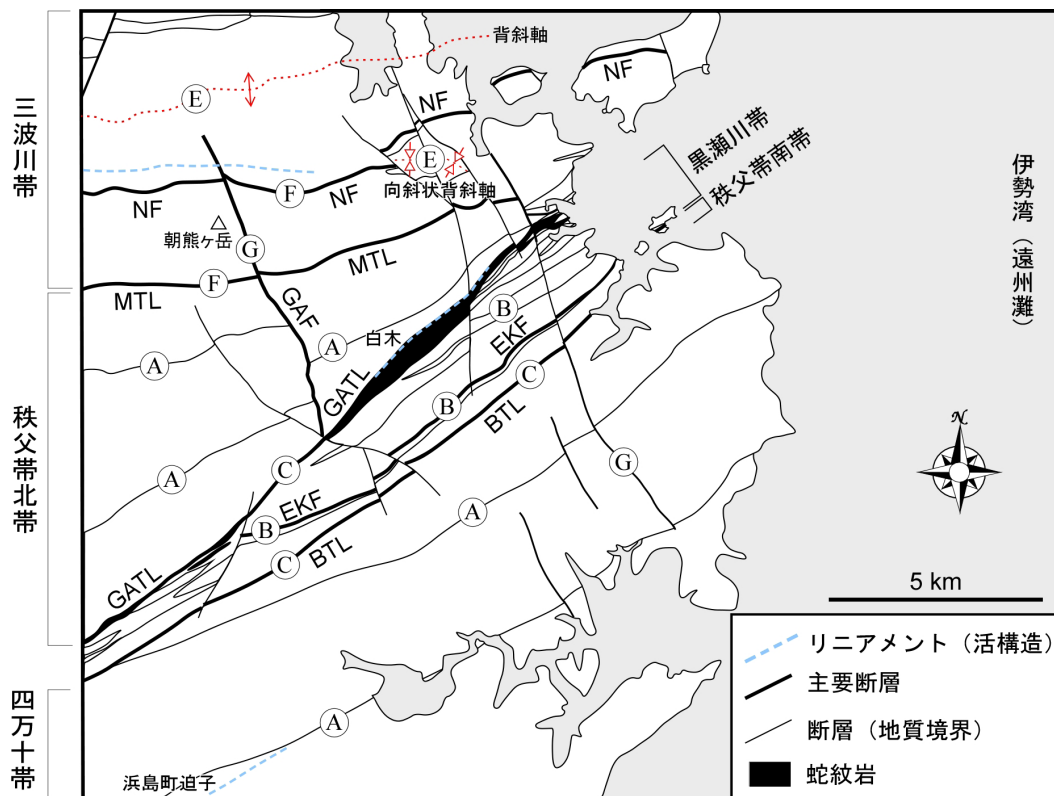 背斜軸
E
NF
NF
三波川帯
E
向斜状背斜軸
黒瀬川帯
秩父帯南帯
伊勢湾（遠州灘）
F
NF
NF
朝熊ヶ岳
G
MTL
F
MTL
GAF
B
白木
A
A
EKF
GATL
C
B
BTL
秩父帯北帯
A
C
G
N
EKF
A
B
BTL
C
GATL
5 km
リニアメント（活構造）
主要断層
断層（地質境界）
蛇紋岩
四万十帯
A
浜島町迫子